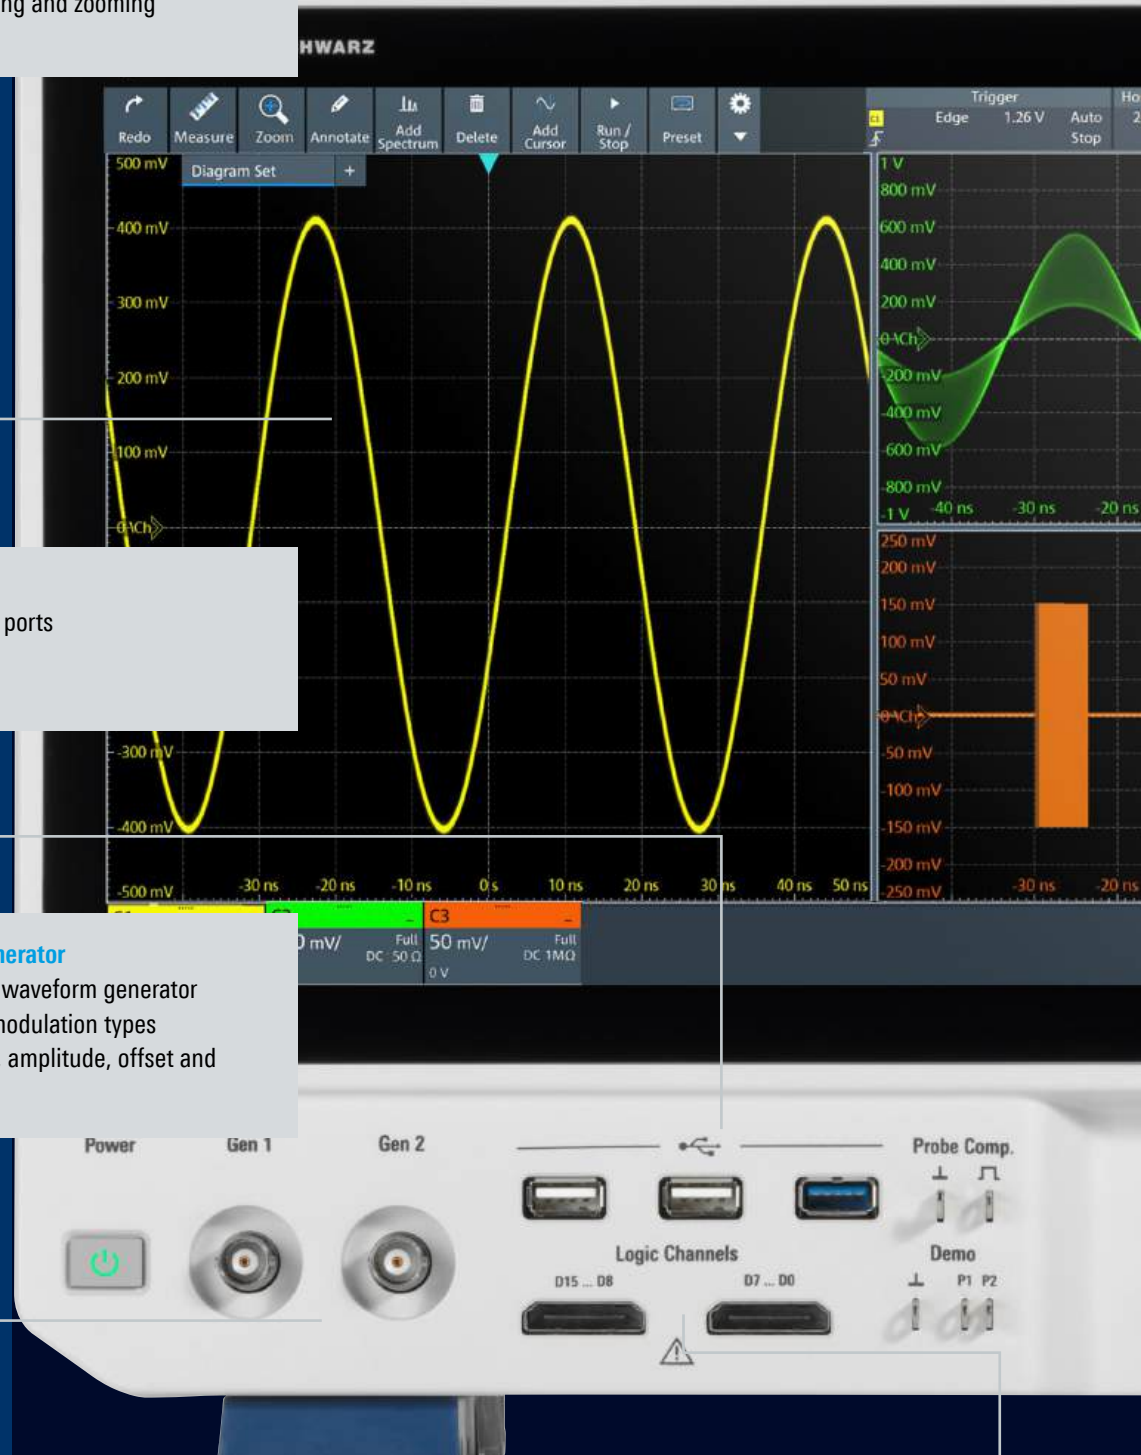 ng and zooming
HWARZ
Redo Measure Zoom Annotate Add Spectrum Delete Add Cursor Run / Stop Preset
Trigger Ho
C1 Edge 1.26 V Auto 2
Stop
Diagram Set +
500 mV
400 mV
300 mV
200 mV
100 mV
-300 mV
-400 mV
-500 mV
-30 ns -20 ns -10 ns 0 s 10 ns 20 ns 30 ns 40 ns 50 ns
1 V
800 mV
600 mV
400 mV
200 mV
-200 mV
-400 mV
-600 mV
-800 mV
-1 V
-40 ns -30 ns -20 ns
250 mV
200 mV
150 mV
100 mV
50 mV
-50 mV
-100 mV
-150 mV
-200 mV
-250 mV
-30 ns -20 ns
ports
C3
0 mV/ Full
DC 50 Ω
50 mV/ Full
DC 1MΩ
0 V
nerator
waveform generator
modulation types
amplitude, offset and
Power Gen 1 Gen 2 Probe Comp.
Logic Channels Demo
D15 ... D8 D7 ... D0 P1 P2